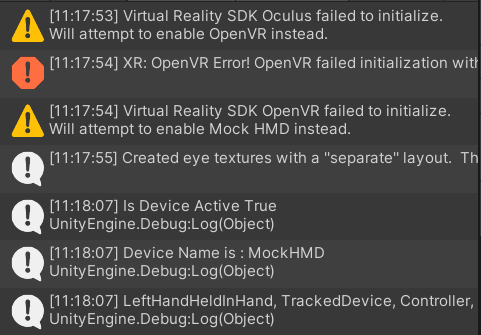 [11:17:53] Virtual Reality SDK Oculus failed to initialize.
Will attempt to enable OpenVR instead.
[11:17:54] XR: OpenVR Error! OpenVR failed initialization with
[11:17:54] Virtual Reality SDK OpenVR failed to initialize.
Will attempt to enable Mock HMD instead.
[11:17:55] Created eye textures with a "separate" layout. Th
[11:18:07] Is Device Active True
UnityEngine.Debug:Log(Object)
[11:18:07] Device Name is : MockHMD
UnityEngine.Debug:Log(Object)
[11:18:07] LeftHandHeldInHand, TrackedDevice, Controller,
UnityEngine.Debug:Log(Object)